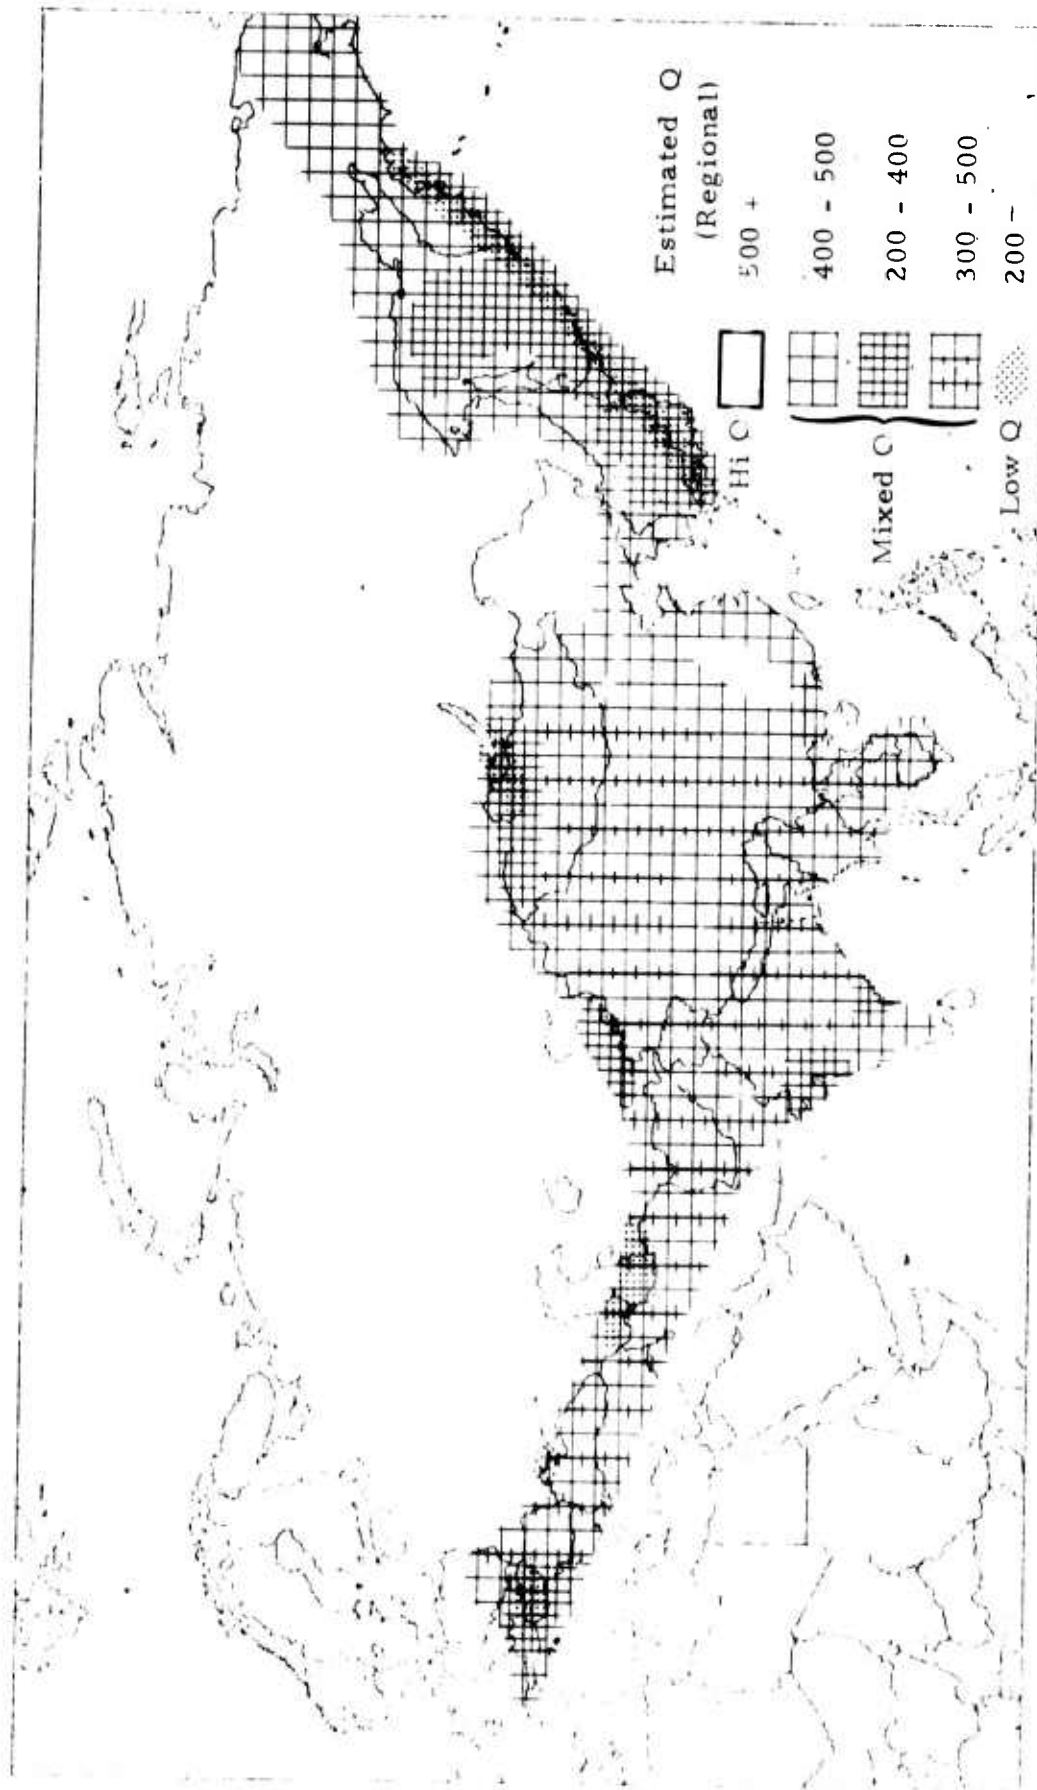 Estimated Q
(Regional)
Hi Q 500 +
400 - 500
Mixed Q 200 - 400
300 - 500
Low Q 200 -